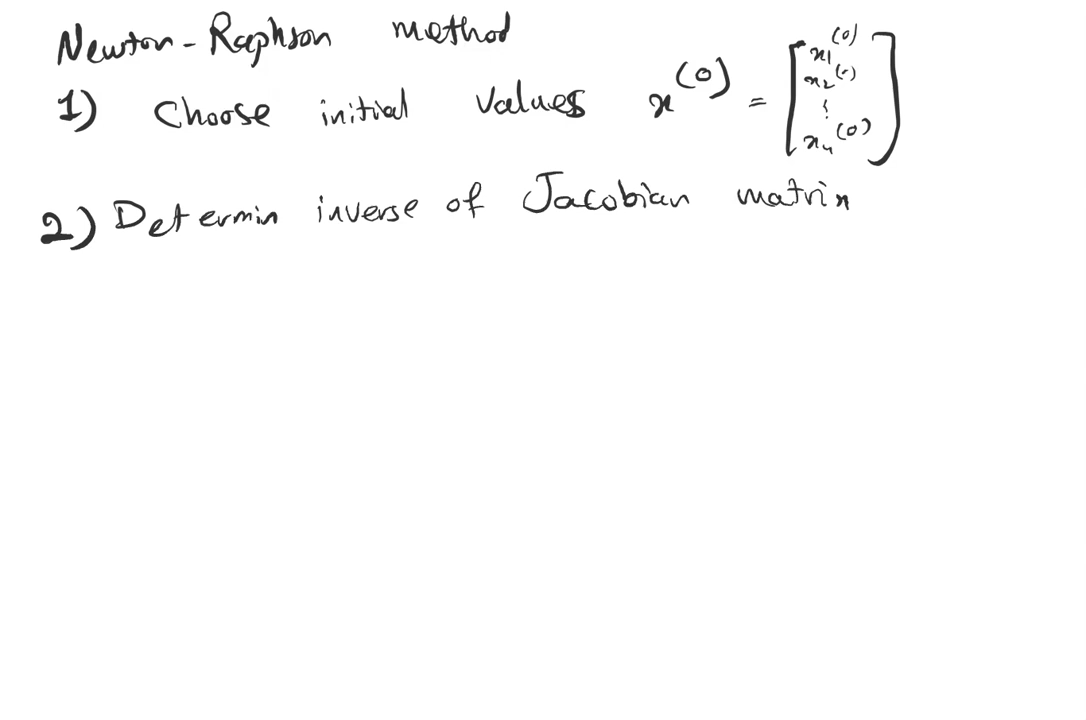 Newton-Raphson method
1) Choose initial values x^(0) = [x1^(0) x2^(0) ⋮ xn^(0)]
2) Determin inverse of Jacobian matrix